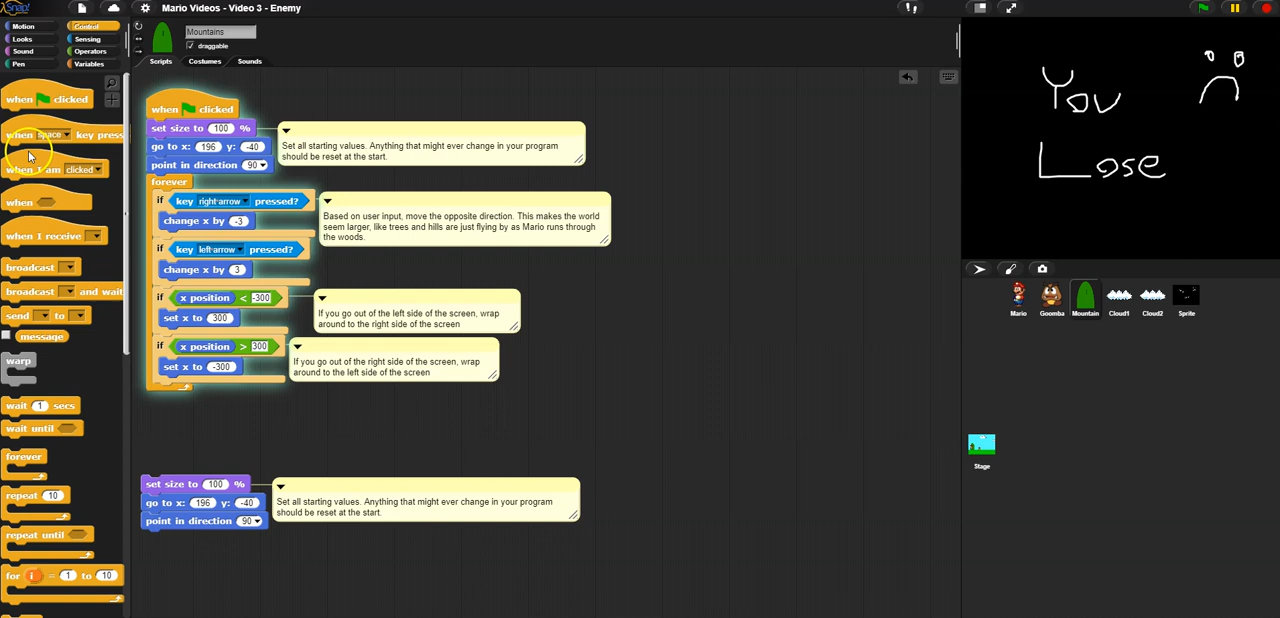 Snap!
Mario Videos - Video 3 - Enemy
Motion Control
Looks Sensing
Sound Operators
Pen Variables
Mountains
draggable
Scripts Costumes Sounds
when clicked
when space key press
when I am clicked
when
when I receive
broadcast
broadcast and wait
send to
message
warp
wait 1 secs
wait until
forever
repeat 10
repeat until
for i = 1 to 10
when clicked
set size to 100 %
go to x: 196 y: -40
point in direction 90
forever
if key right arrow pressed?
change x by -3
if key left arrow pressed?
change x by 3
if x position < -300
set x to 300
if x position > 300
set x to -300
Set all starting values. Anything that might ever change in your program
should be reset at the start.
Based on user input, move the opposite direction. This makes the world
seem larger, like trees and hills are just flying by as Mario runs through
the woods.
If you go out of the left side of the screen, wrap
around to the right side of the screen
If you go out of the right side of the screen, wrap
around to the left side of the screen
set size to 100 %
go to x: 196 y: -40
point in direction 90
Set all starting values. Anything that might ever change in your program
should be reset at the start.
You
Lose
Mario Goomba Mountain Cloud1 Cloud2 Sprite
Stage